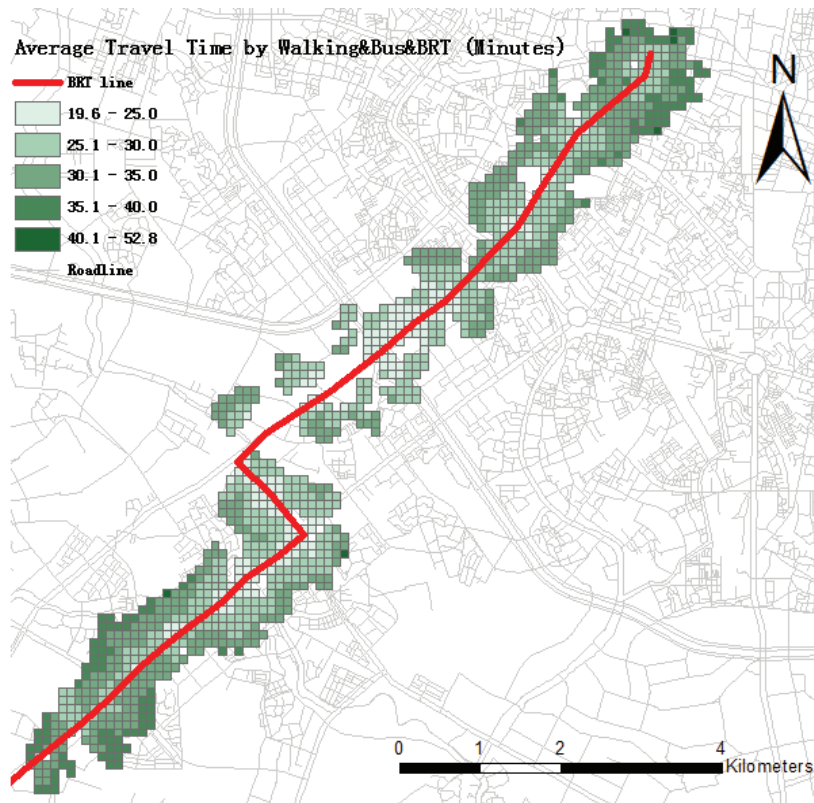 Average Travel Time by Walking&Bus&BRT (Minutes)
BRT line
19.6 - 25.0
25.1 - 30.0
30.1 - 35.0
35.1 - 40.0
40.1 - 52.8
Roadline
N
0 1 2 4
Kilometers